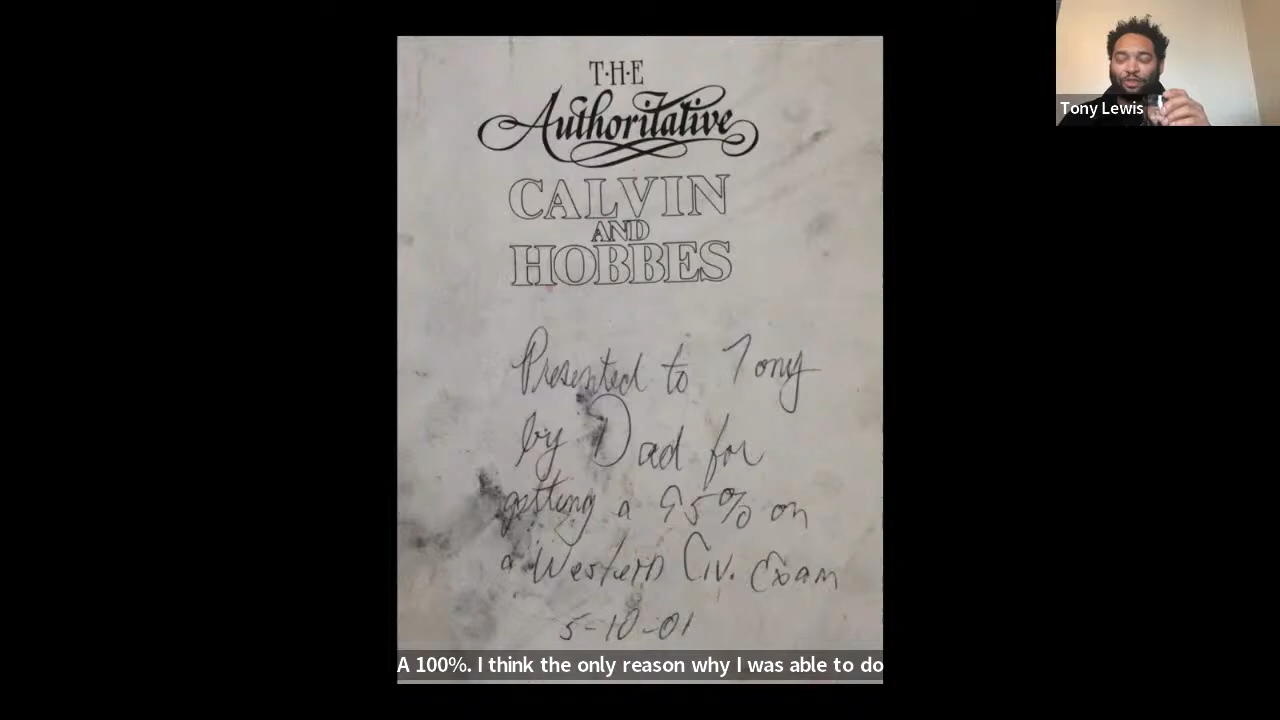 T·H·E
Authoritative
CALVIN
AND
HOBBES
Presented to Tony
by Dad for
getting a 95% on
a Western Civ. Exam
5-10-01
A 100%. I think the only reason why I was able to do
Tony Lewis